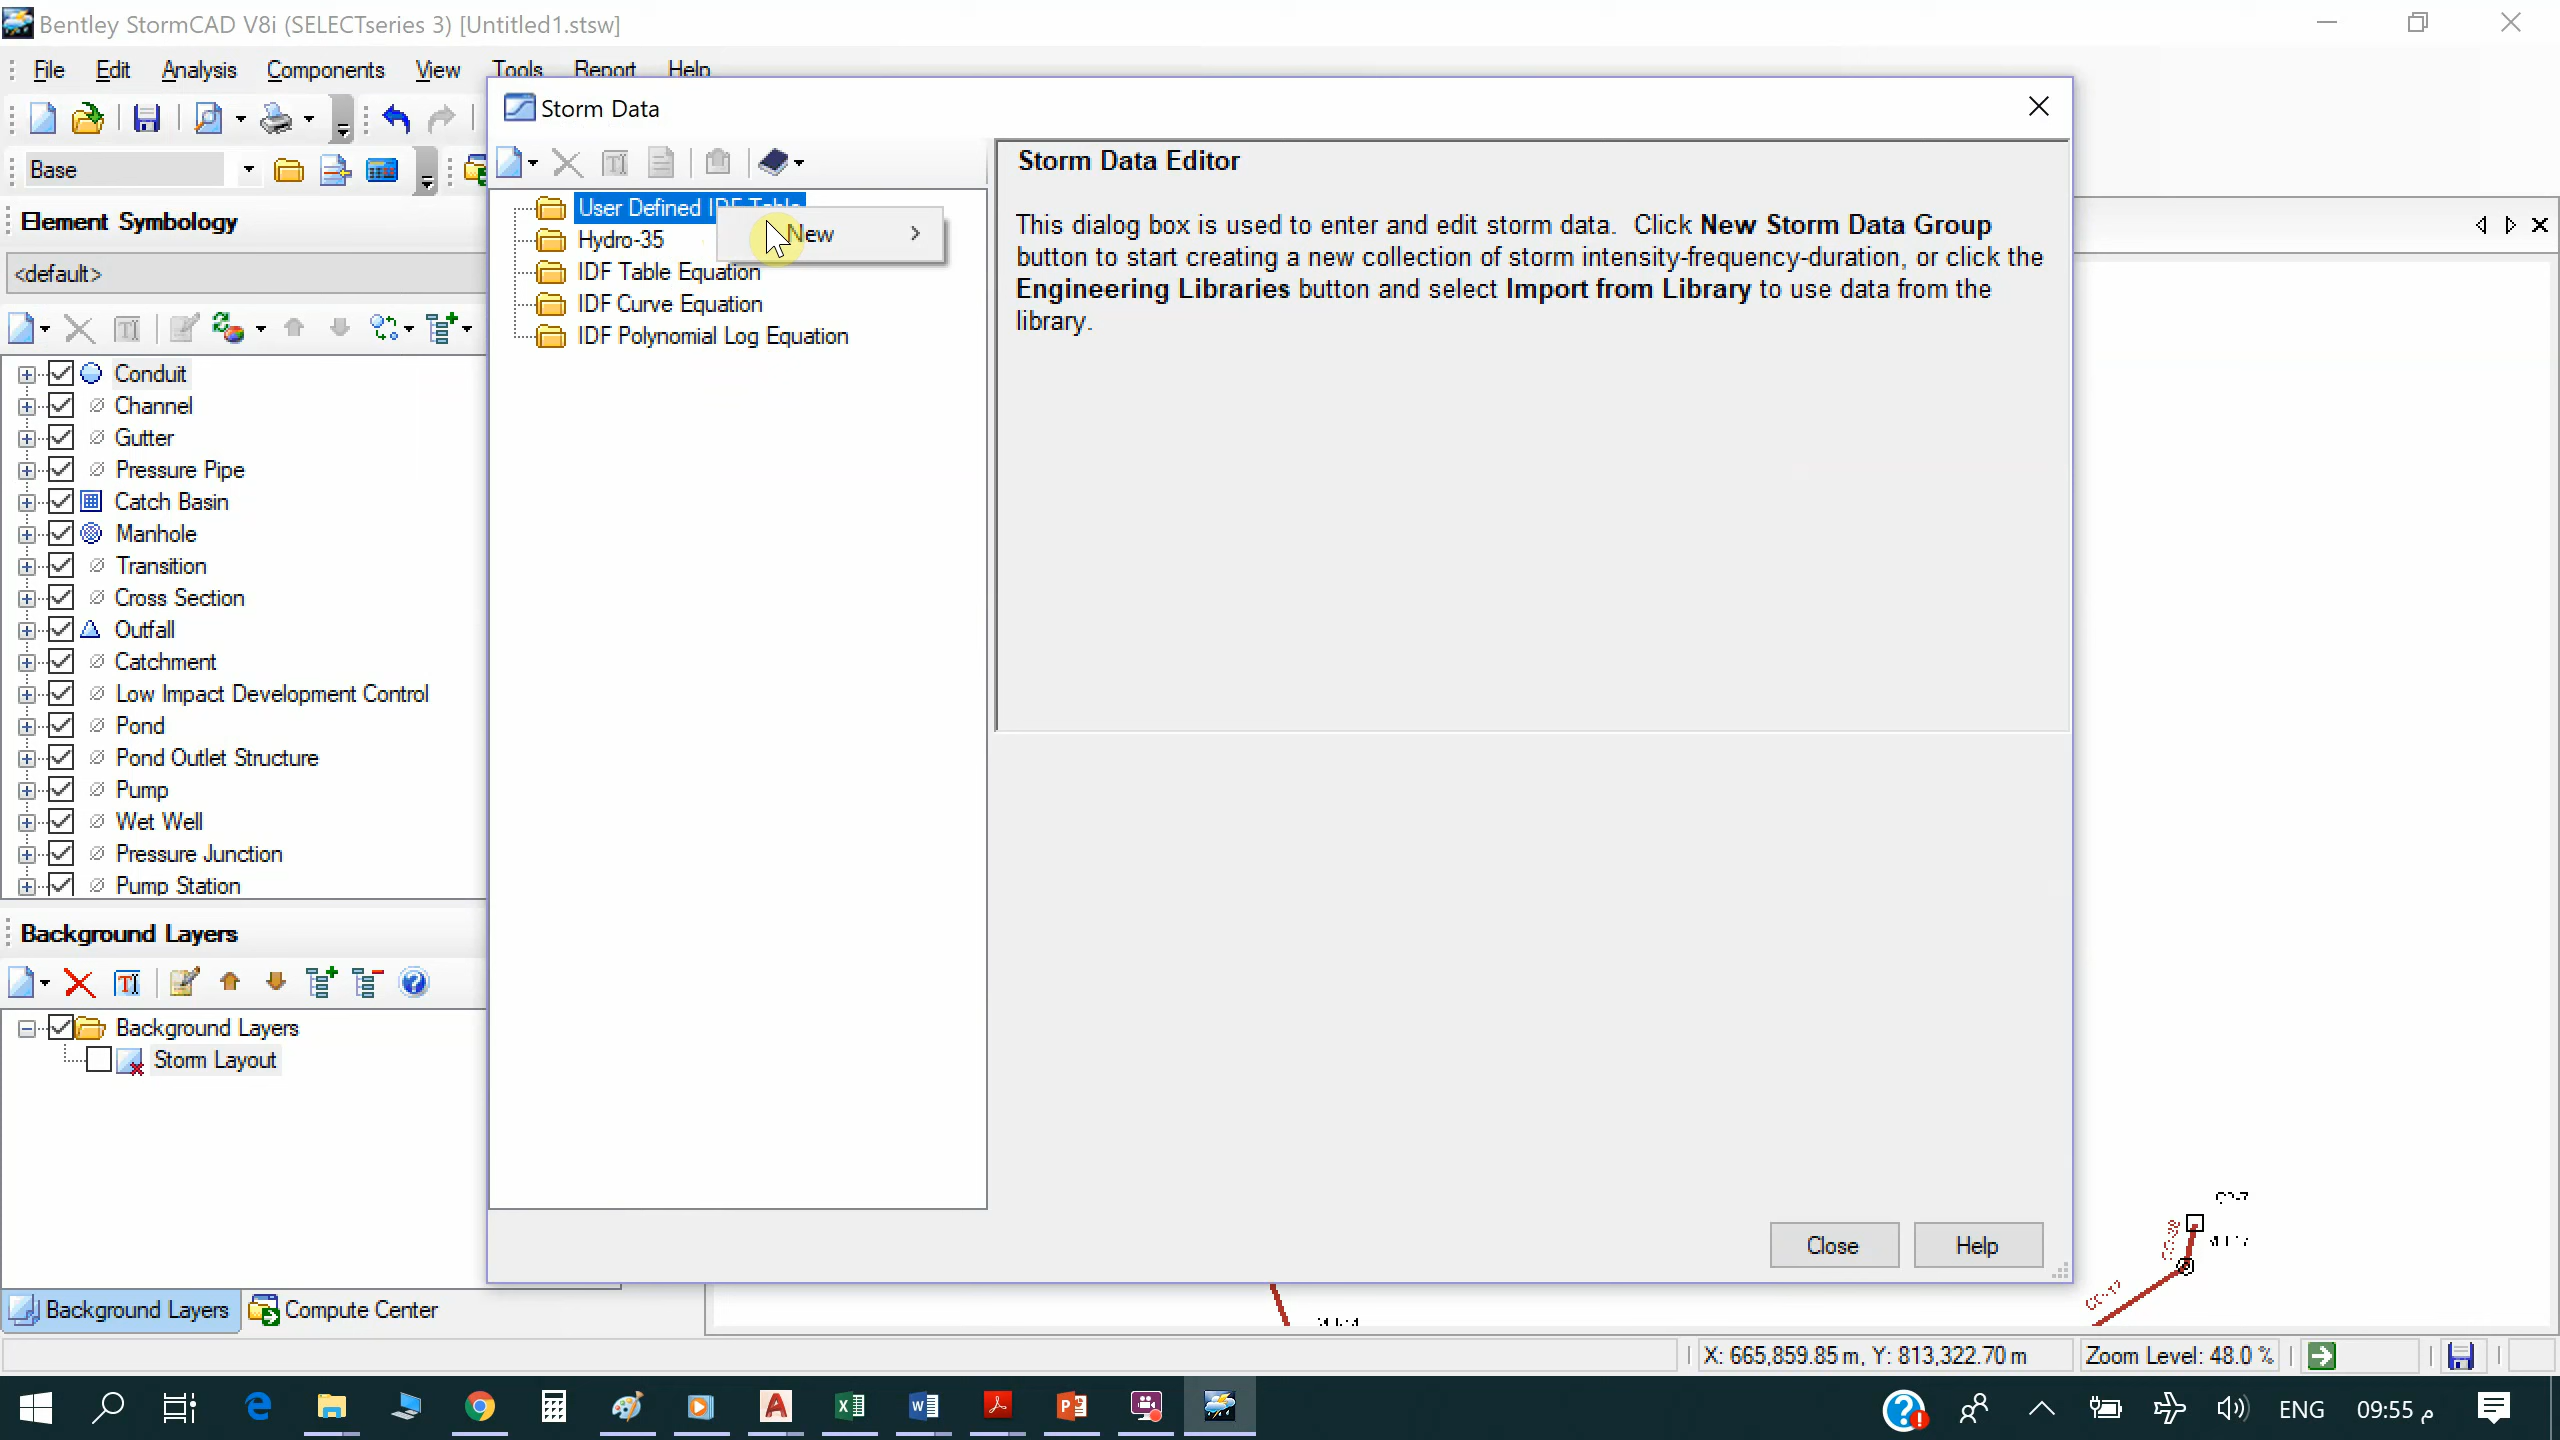 Bentley StormCAD V8i (SELECTseries 3) [Untitled1.stsw]
File Edit Analysis Components View Tools Report Help
Storm Data
Base
Storm Data Editor
This dialog box is used to enter and edit storm data. Click New Storm Data Group
button to start creating a new collection of storm intensity-frequency-duration, or click the
Engineering Libraries button and select Import from Library to use data from the
library.
User Defined IDF Table
New
Hydro-35
IDF Table Equation
IDF Curve Equation
IDF Polynomial Log Equation
Element Symbology
<default>
Conduit
Channel
Gutter
Pressure Pipe
Catch Basin
Manhole
Transition
Cross Section
Outfall
Catchment
Low Impact Development Control
Pond
Pond Outlet Structure
Pump
Wet Well
Pressure Junction
Pump Station
Background Layers
Background Layers
Storm Layout
Close
Help
Background Layers
Compute Center
X: 665,859.85 m, Y: 813,322.70 m
Zoom Level: 48.0 %
ENG
09:55 م